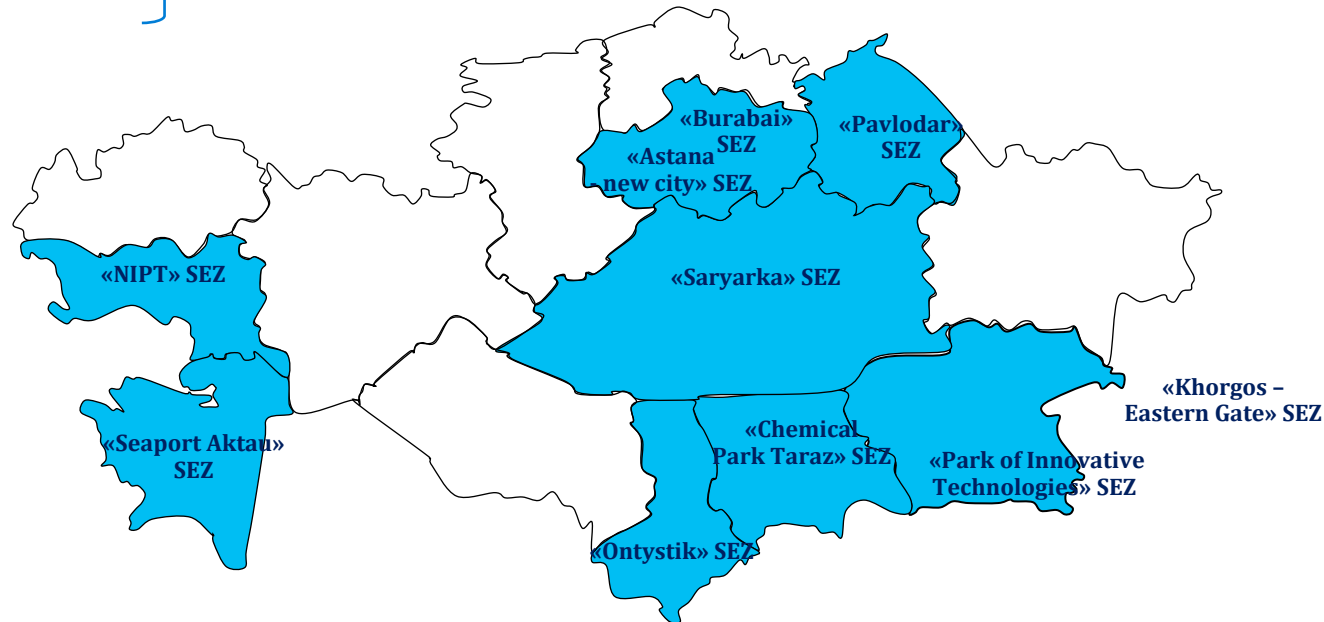 «Burabai»
SEZ
«Pavlodar»
SEZ
«Astana
- new city» SEZ
«NIPT» SEZ
«Saryarka» SEZ
«Khorgos –
Eastern Gate» SEZ
«Seaport Aktau»
SEZ
«Chemical
Park Taraz» SEZ
«Park of Innovative
Technologies» SEZ
«Ontystik» SEZ